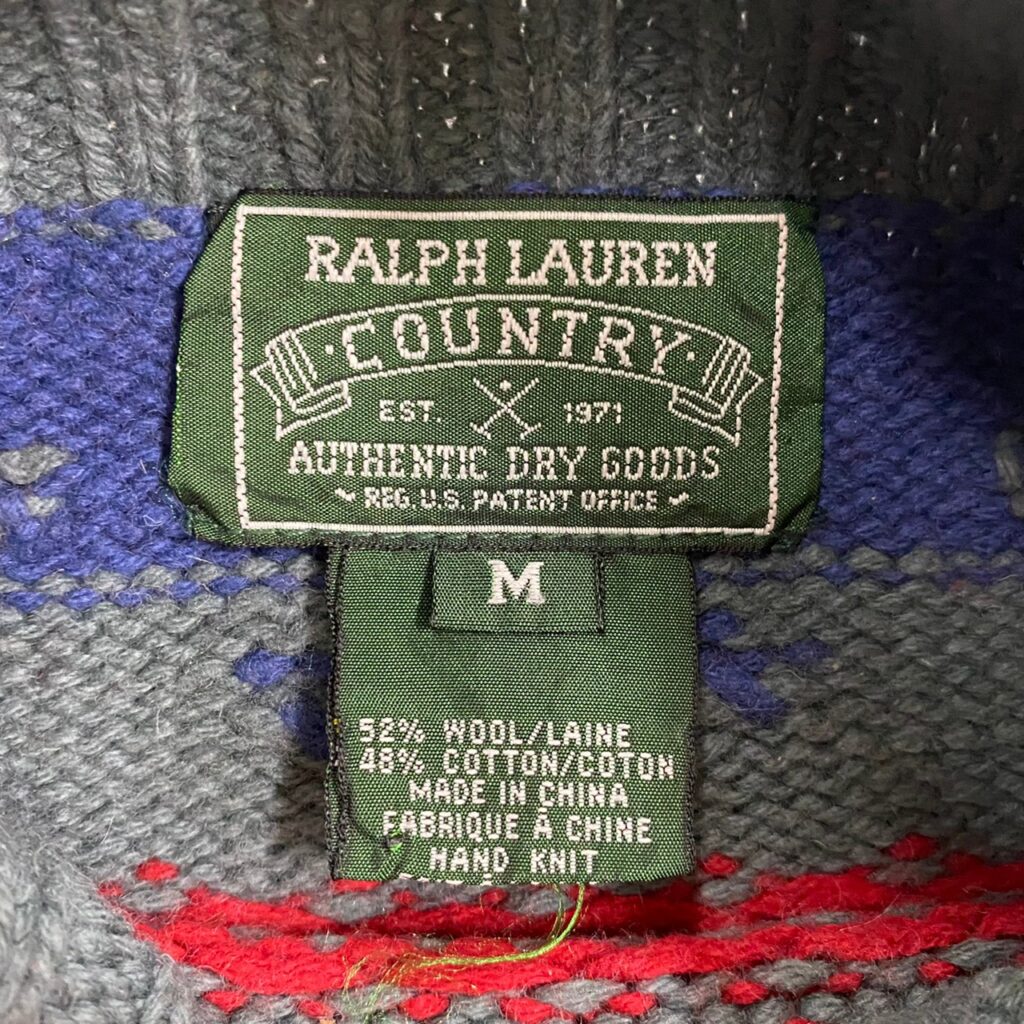 RALPH LAUREN
·COUNTRY·
EST. 1971
AUTHENTIC DRY GOODS
~ REG. U.S. PATENT OFFICE ~
M
52% WOOL/LAINE
48% COTTON/COTON
MADE IN CHINA
FABRIQUE À CHINE
HAND KNIT